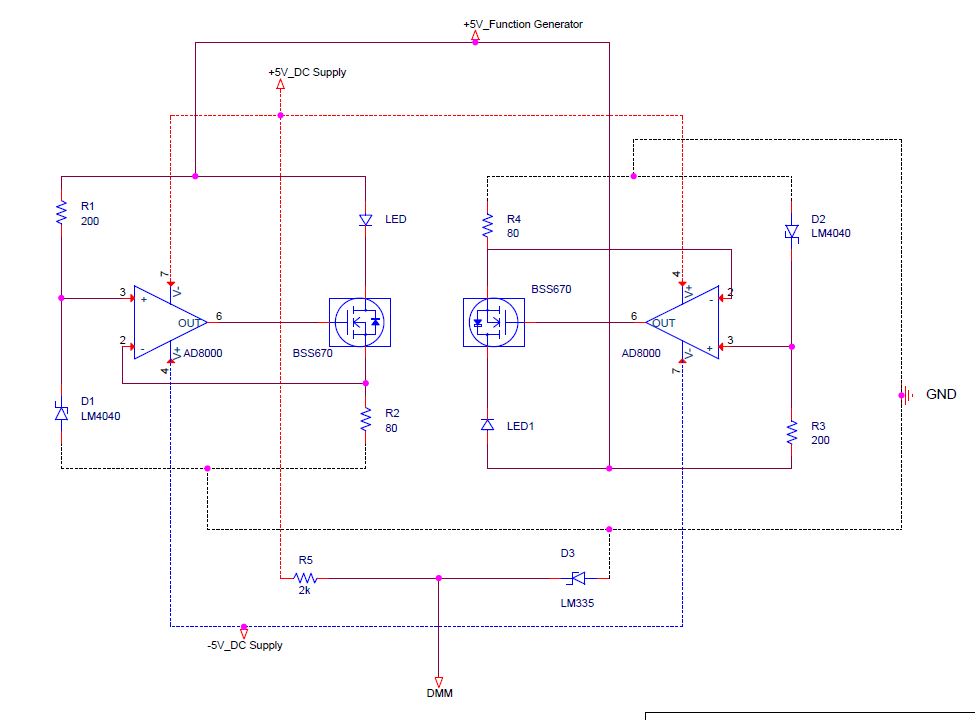 +5V_Function Generator
+5V_DC Supply
R1
200
LED
R4
80
D2
LM4040
7
V-
3
+
OUT
6
2
-
V+
4
AD8000
BSS670
BSS670
4
V+
2
-
6
OUT
3
+
V-
7
AD8000
D1
LM4040
R2
80
LED1
R3
200
GND
R5
2k
D3
LM335
-5V_DC Supply
DMM